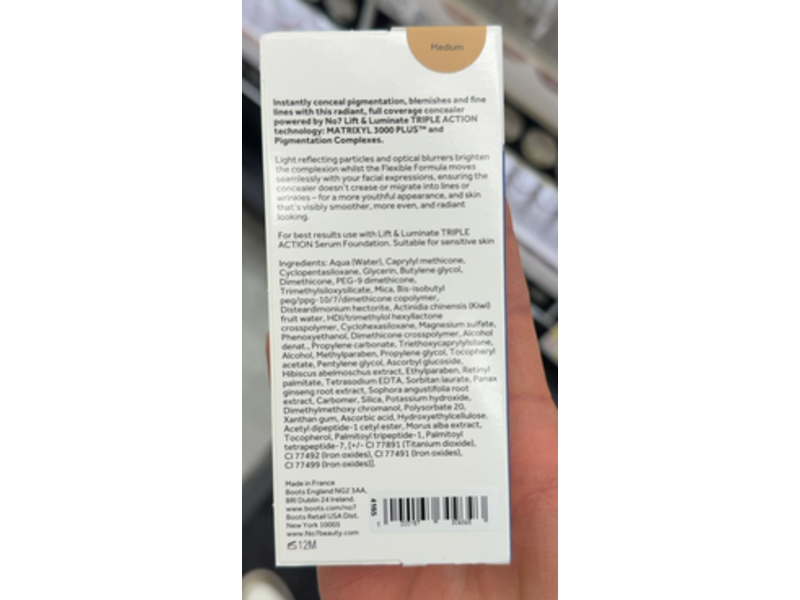 Medium
Instantly conceal pigmentation, blemishes and fine
lines with this radiant, full coverage concealer
powered by No7 Lift & Luminate TRIPLE ACTION
technology: MATRIXYL 3000 PLUS™ and
Pigmentation Complexes.
Light reflecting particles and optical blurrers brighten
the complexion whilst the Flexible Formula moves
seamlessly with your facial expressions, ensuring the
concealer doesn't crease or migrate into lines or
wrinkles – for a more youthful appearance, and skin
that's visibly smoother, more even, and radiant
looking.
For best results use with Lift & Luminate TRIPLE
ACTION Serum Foundation. Suitable for sensitive skin
Ingredients: Aqua (Water), Caprylyl methicone,
Cyclopentasiloxane, Glycerin, Butylene glycol,
Dimethicone, PEG-9 dimethicone,
Trimethylsiloxysilicate, Mica, Bis-isobutyl
peg/ppg-10/7/dimethicone copolymer,
Disteardimonium hectorite, Actinidia chinensis (Kiwi)
fruit water, HDI/trimethylol hexyllactone
crosspolymer, Cyclohexasiloxane, Magnesium sulfate,
Phenoxyethanol, Dimethicone crosspolymer, Alcohol
denat., Propylene carbonate, Triethoxycaprylylsilane,
Alcohol, Methylparaben, Propylene glycol, Tocopheryl
acetate, Pentylene glycol, Ascorbyl glucoside,
Hibiscus abelmoschus extract, Ethylparaben, Retinyl
palmitate, Tetrasodium EDTA, Sorbitan laurate, Panax
ginseng root extract, Sophora angustifolia root
extract, Carbomer, Silica, Potassium hydroxide,
Dimethylmethoxy chromanol, Polysorbate 20,
Xanthan gum, Ascorbic acid, Hydroxyethylcellulose,
Acetyl dipeptide-1 cetyl ester, Morus alba extract,
Tocopherol, Palmitoyl tripeptide-1, Palmitoyl
tetrapeptide-7, [+/- CI 77891 (Titanium dioxide),
CI 77492 (Iron oxides), CI 77491 (Iron oxides),
CI 77499 (Iron oxides)].
Made in France
Boots England NG2 3AA,
BRI Dublin 24 Ireland.
www.boots.com/no7
Boots Retail USA Dist.
New York 10005
www.No7beauty.com
12M
4165